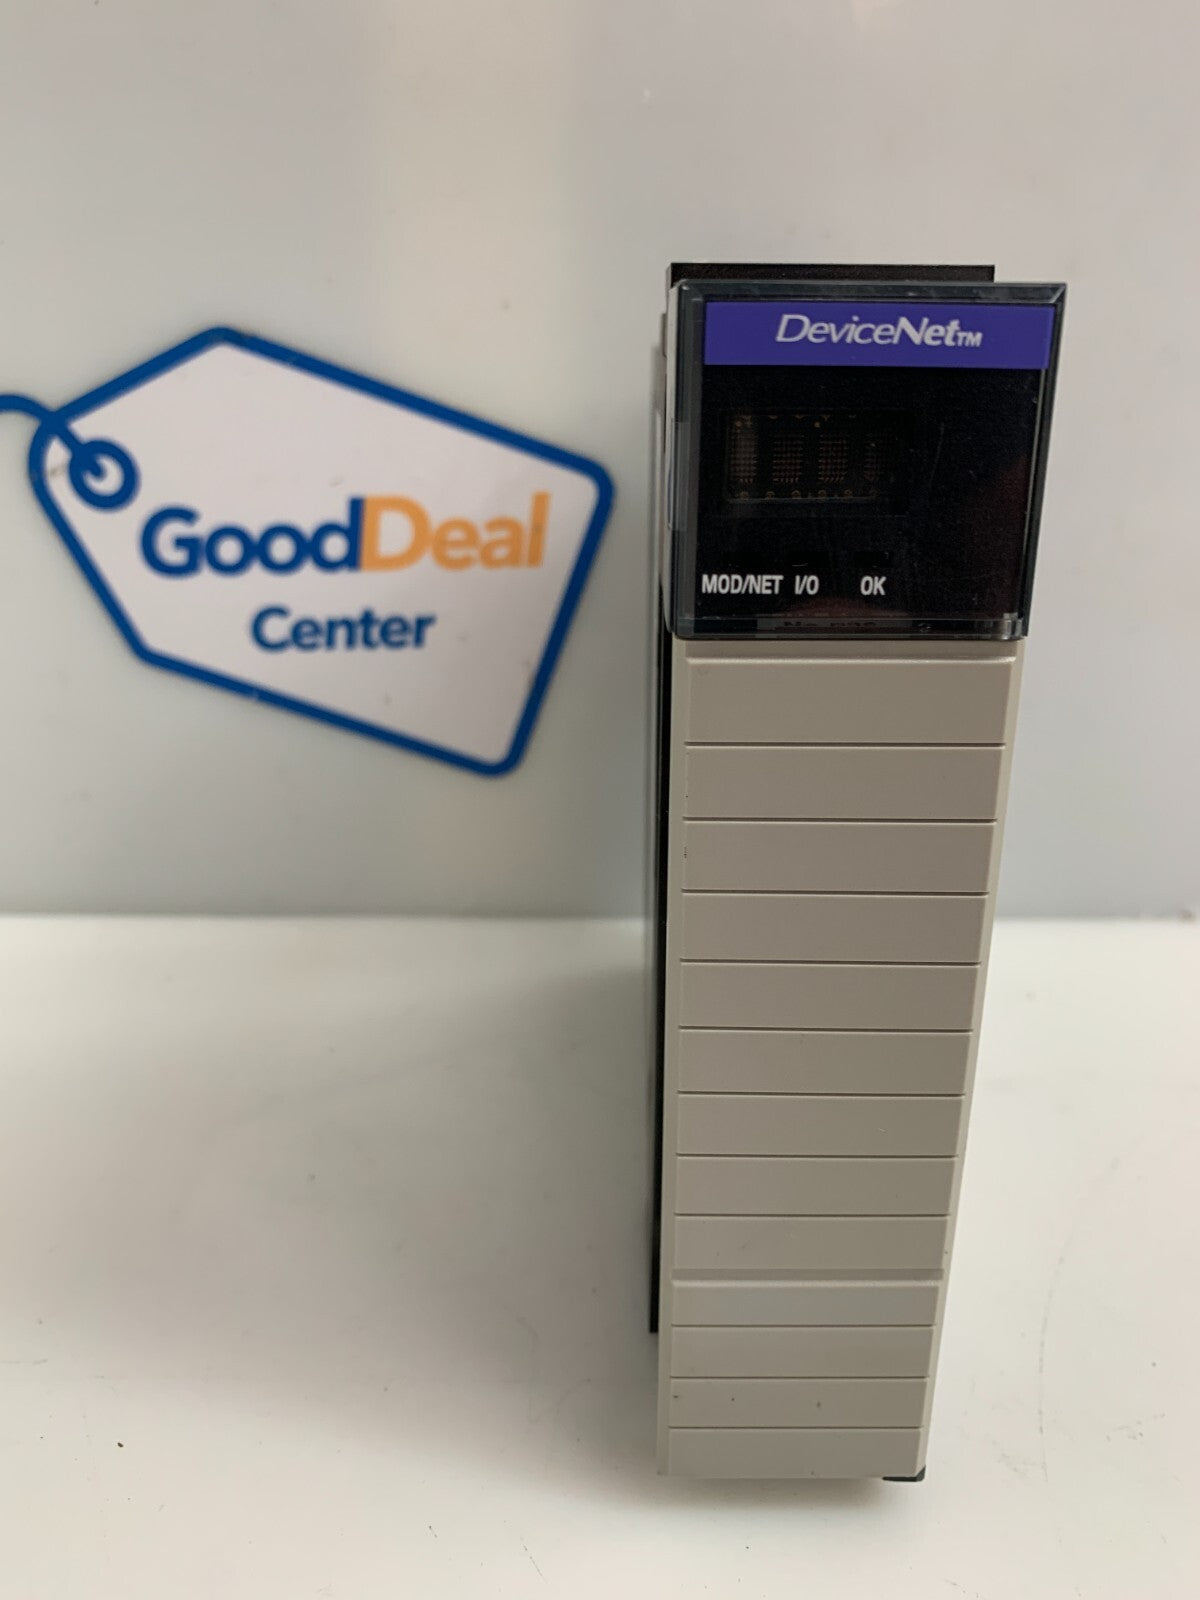 GoodDeal
Center
DeviceNet™
MOD/NET I/O OK